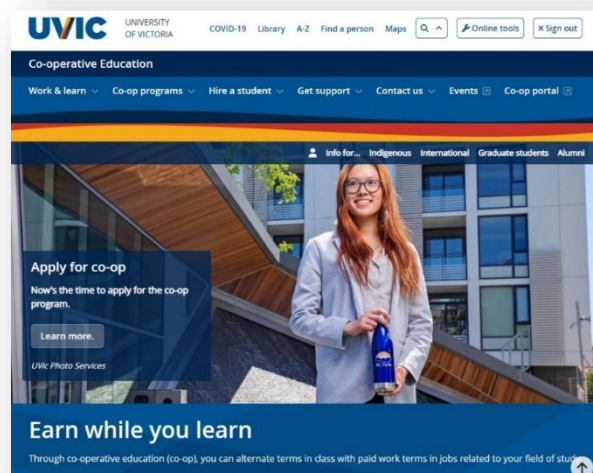 UVIC
UNIVERSITY
OF VICTORIA
COVID-19 Library A-Z Find a person Maps Online tools × Sign out
Co-operative Education
Work & learn Co-op programs Hire a student Get support Contact us Events Co-op portal
Info for... Indigenous International Graduate students Alumni
Apply for co-op
Now's the time to apply for the co-op
program.
Learn more.
UVic Photo Services
Earn while you learn
Through co-operative education (co-op), you can alternate terms in class with paid work terms in jobs related to your field of